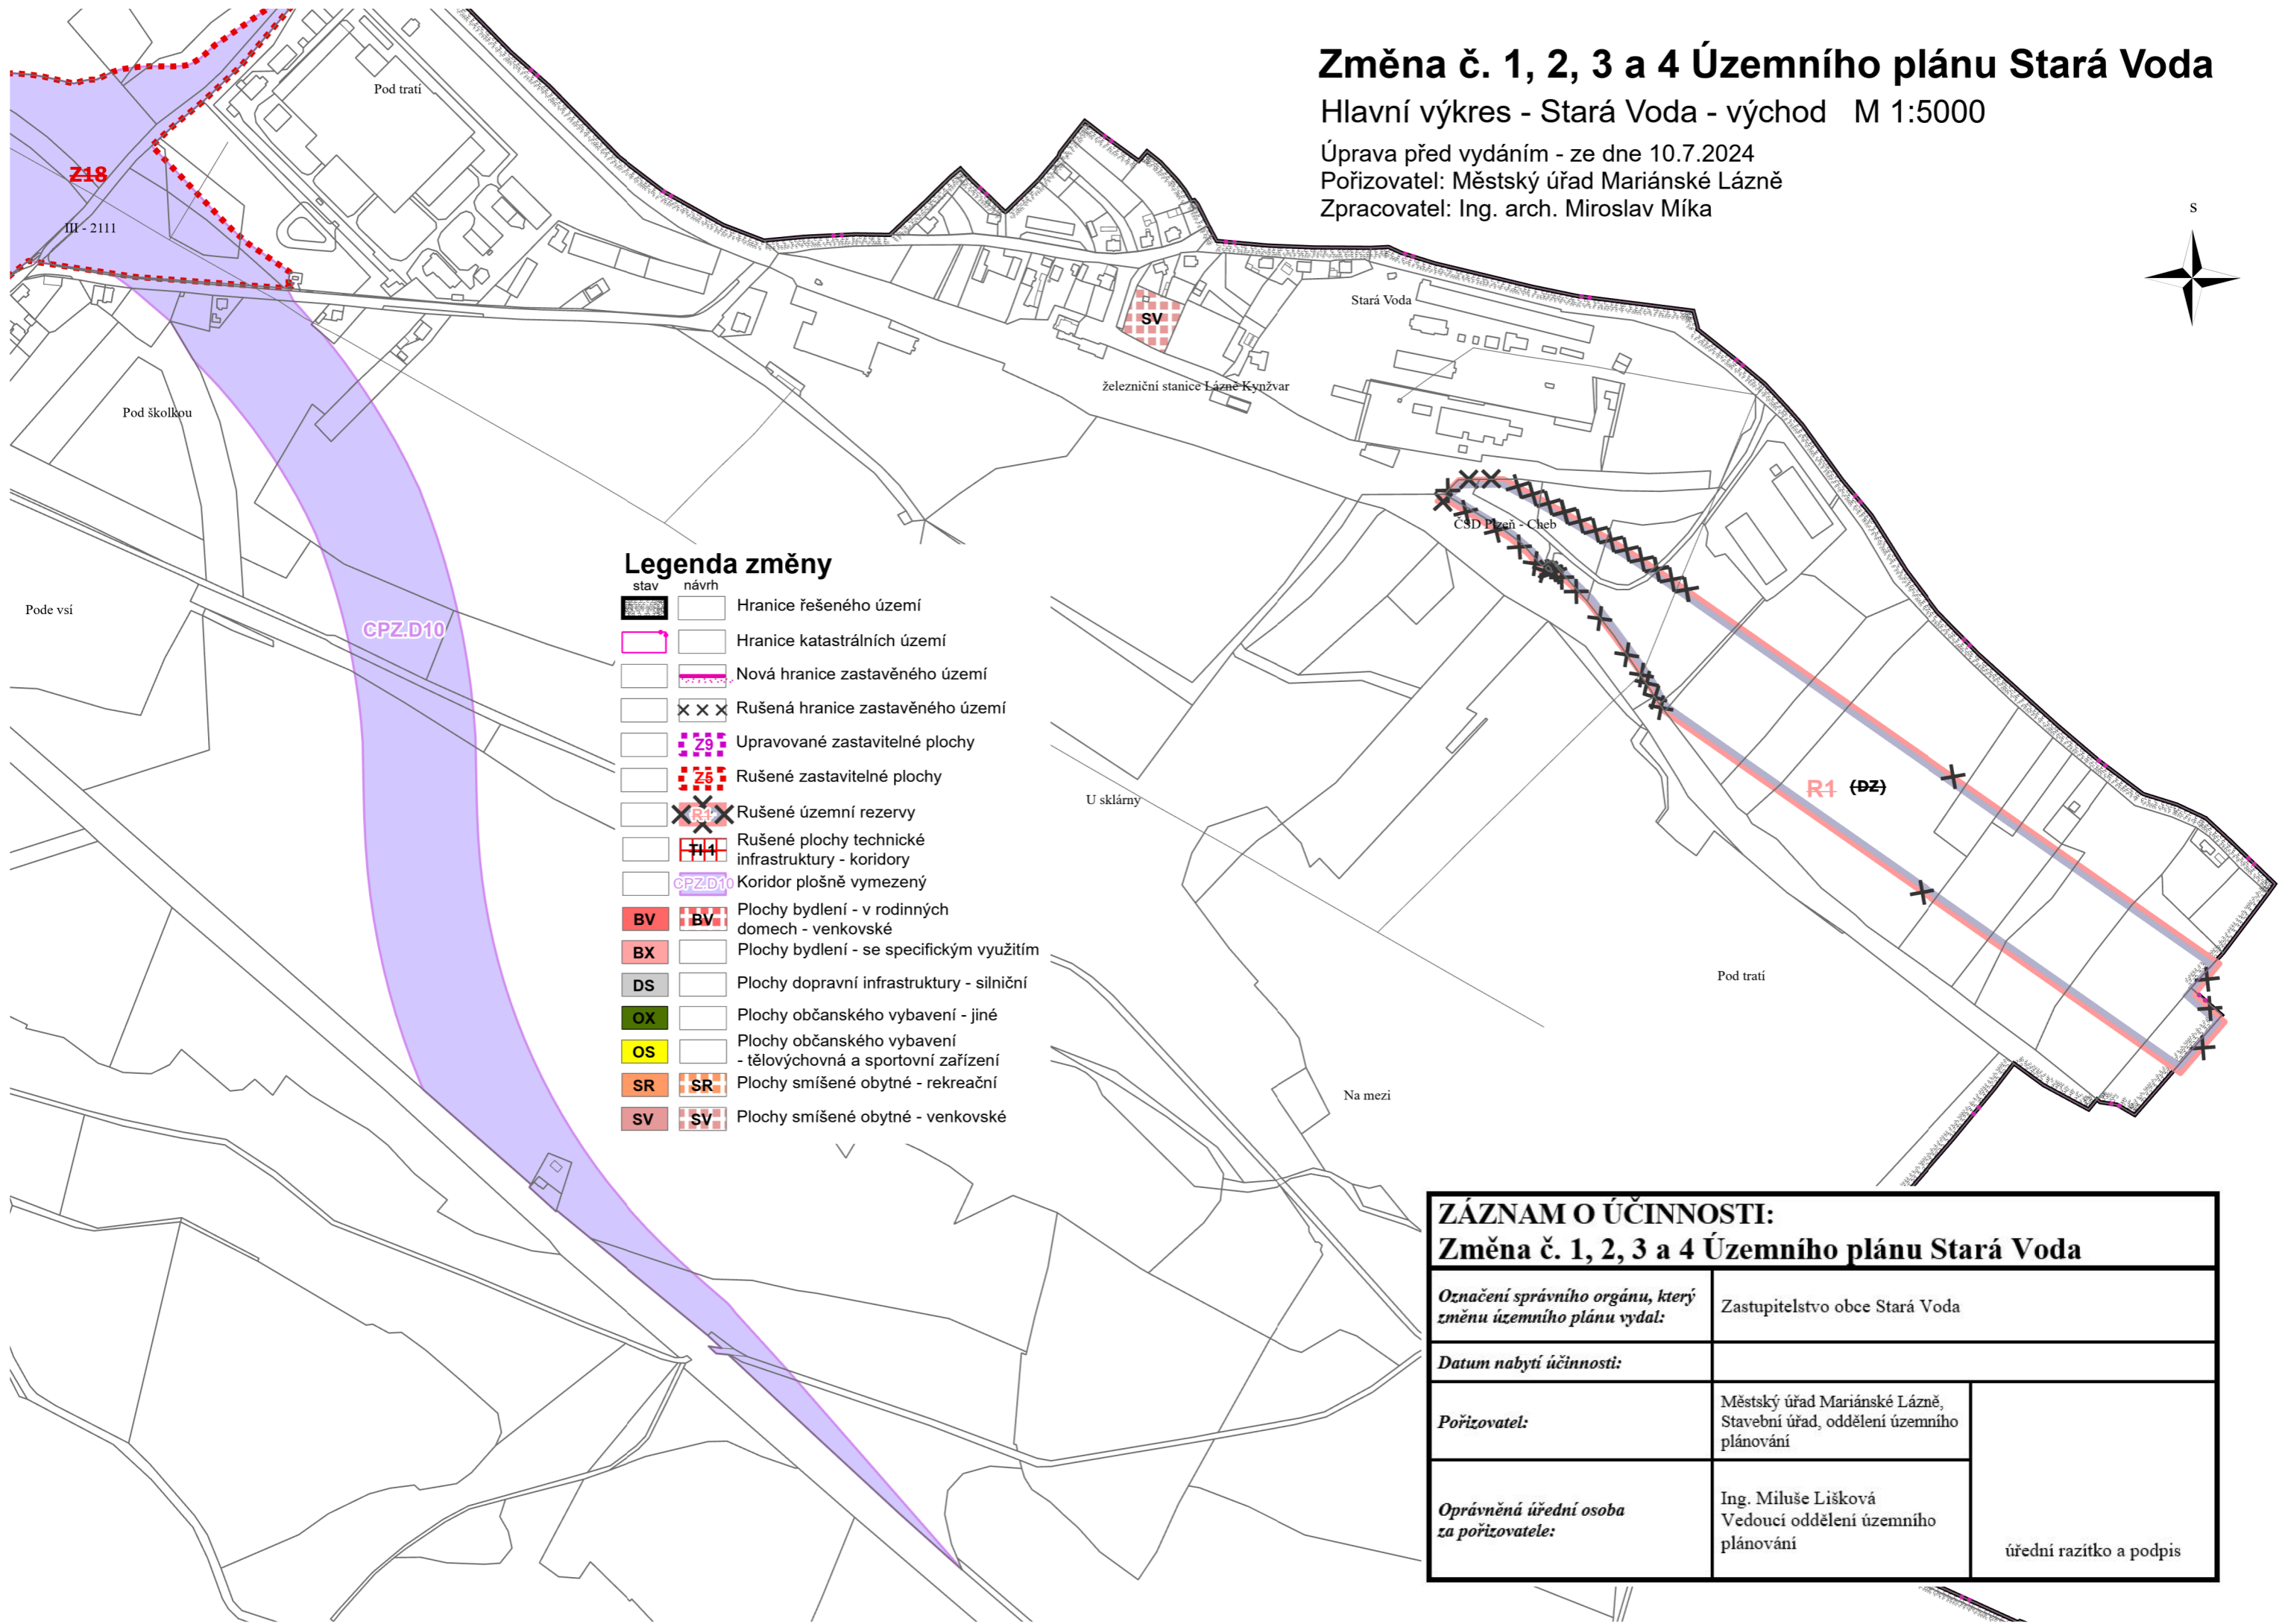 Změna č. 1, 2, 3 a 4 Územního plánu Stará Voda
Hlavní výkres - Stará Voda - východ M 1:5000
Úprava před vydáním - ze dne 10.7.2024
Pořizovatel: Městský úřad Mariánské Lázně
Zpracovatel: Ing. arch. Miroslav Míka
S
Pod tratí
Z18
III - 2111
SV
Stará Voda
železniční stanice Lázně Kynžvar
Pod školkou
ČSD Plzeň - Cheb
Pode vsí
CPZ.D10
U sklárny
R1 (DZ)
Pod tratí
Na mezi
Legenda změny
stav návrh
Hranice řešeného území
Hranice katastrálních území
Nová hranice zastavěného území
Rušená hranice zastavěného území
Z9 Upravované zastavitelné plochy
Z5 Rušené zastavitelné plochy
R1 Rušené územní rezervy
TI 1 Rušené plochy technické
infrastruktury - koridory
CPZ.D10 Koridor plošně vymezený
BV BV Plochy bydlení - v rodinných
domech - venkovské
BX Plochy bydlení - se specifickým využitím
DS Plochy dopravní infrastruktury - silniční
OX Plochy občanského vybavení - jiné
OS Plochy občanského vybavení
- tělovýchovná a sportovní zařízení
SR SR Plochy smíšené obytné - rekreační
SV SV Plochy smíšené obytné - venkovské
ZÁZNAM O ÚČINNOSTI:
Změna č. 1, 2, 3 a 4 Územního plánu Stará Voda
Označení správního orgánu, který
změnu územního plánu vydal:
Zastupitelstvo obce Stará Voda
Datum nabytí účinnosti:
Pořizovatel:
Městský úřad Mariánské Lázně,
Stavební úřad, oddělení územního
plánování
Oprávněná úřední osoba
za pořizovatele:
Ing. Miluše Lišková
Vedoucí oddělení územního
plánování
úřední razítko a podpis